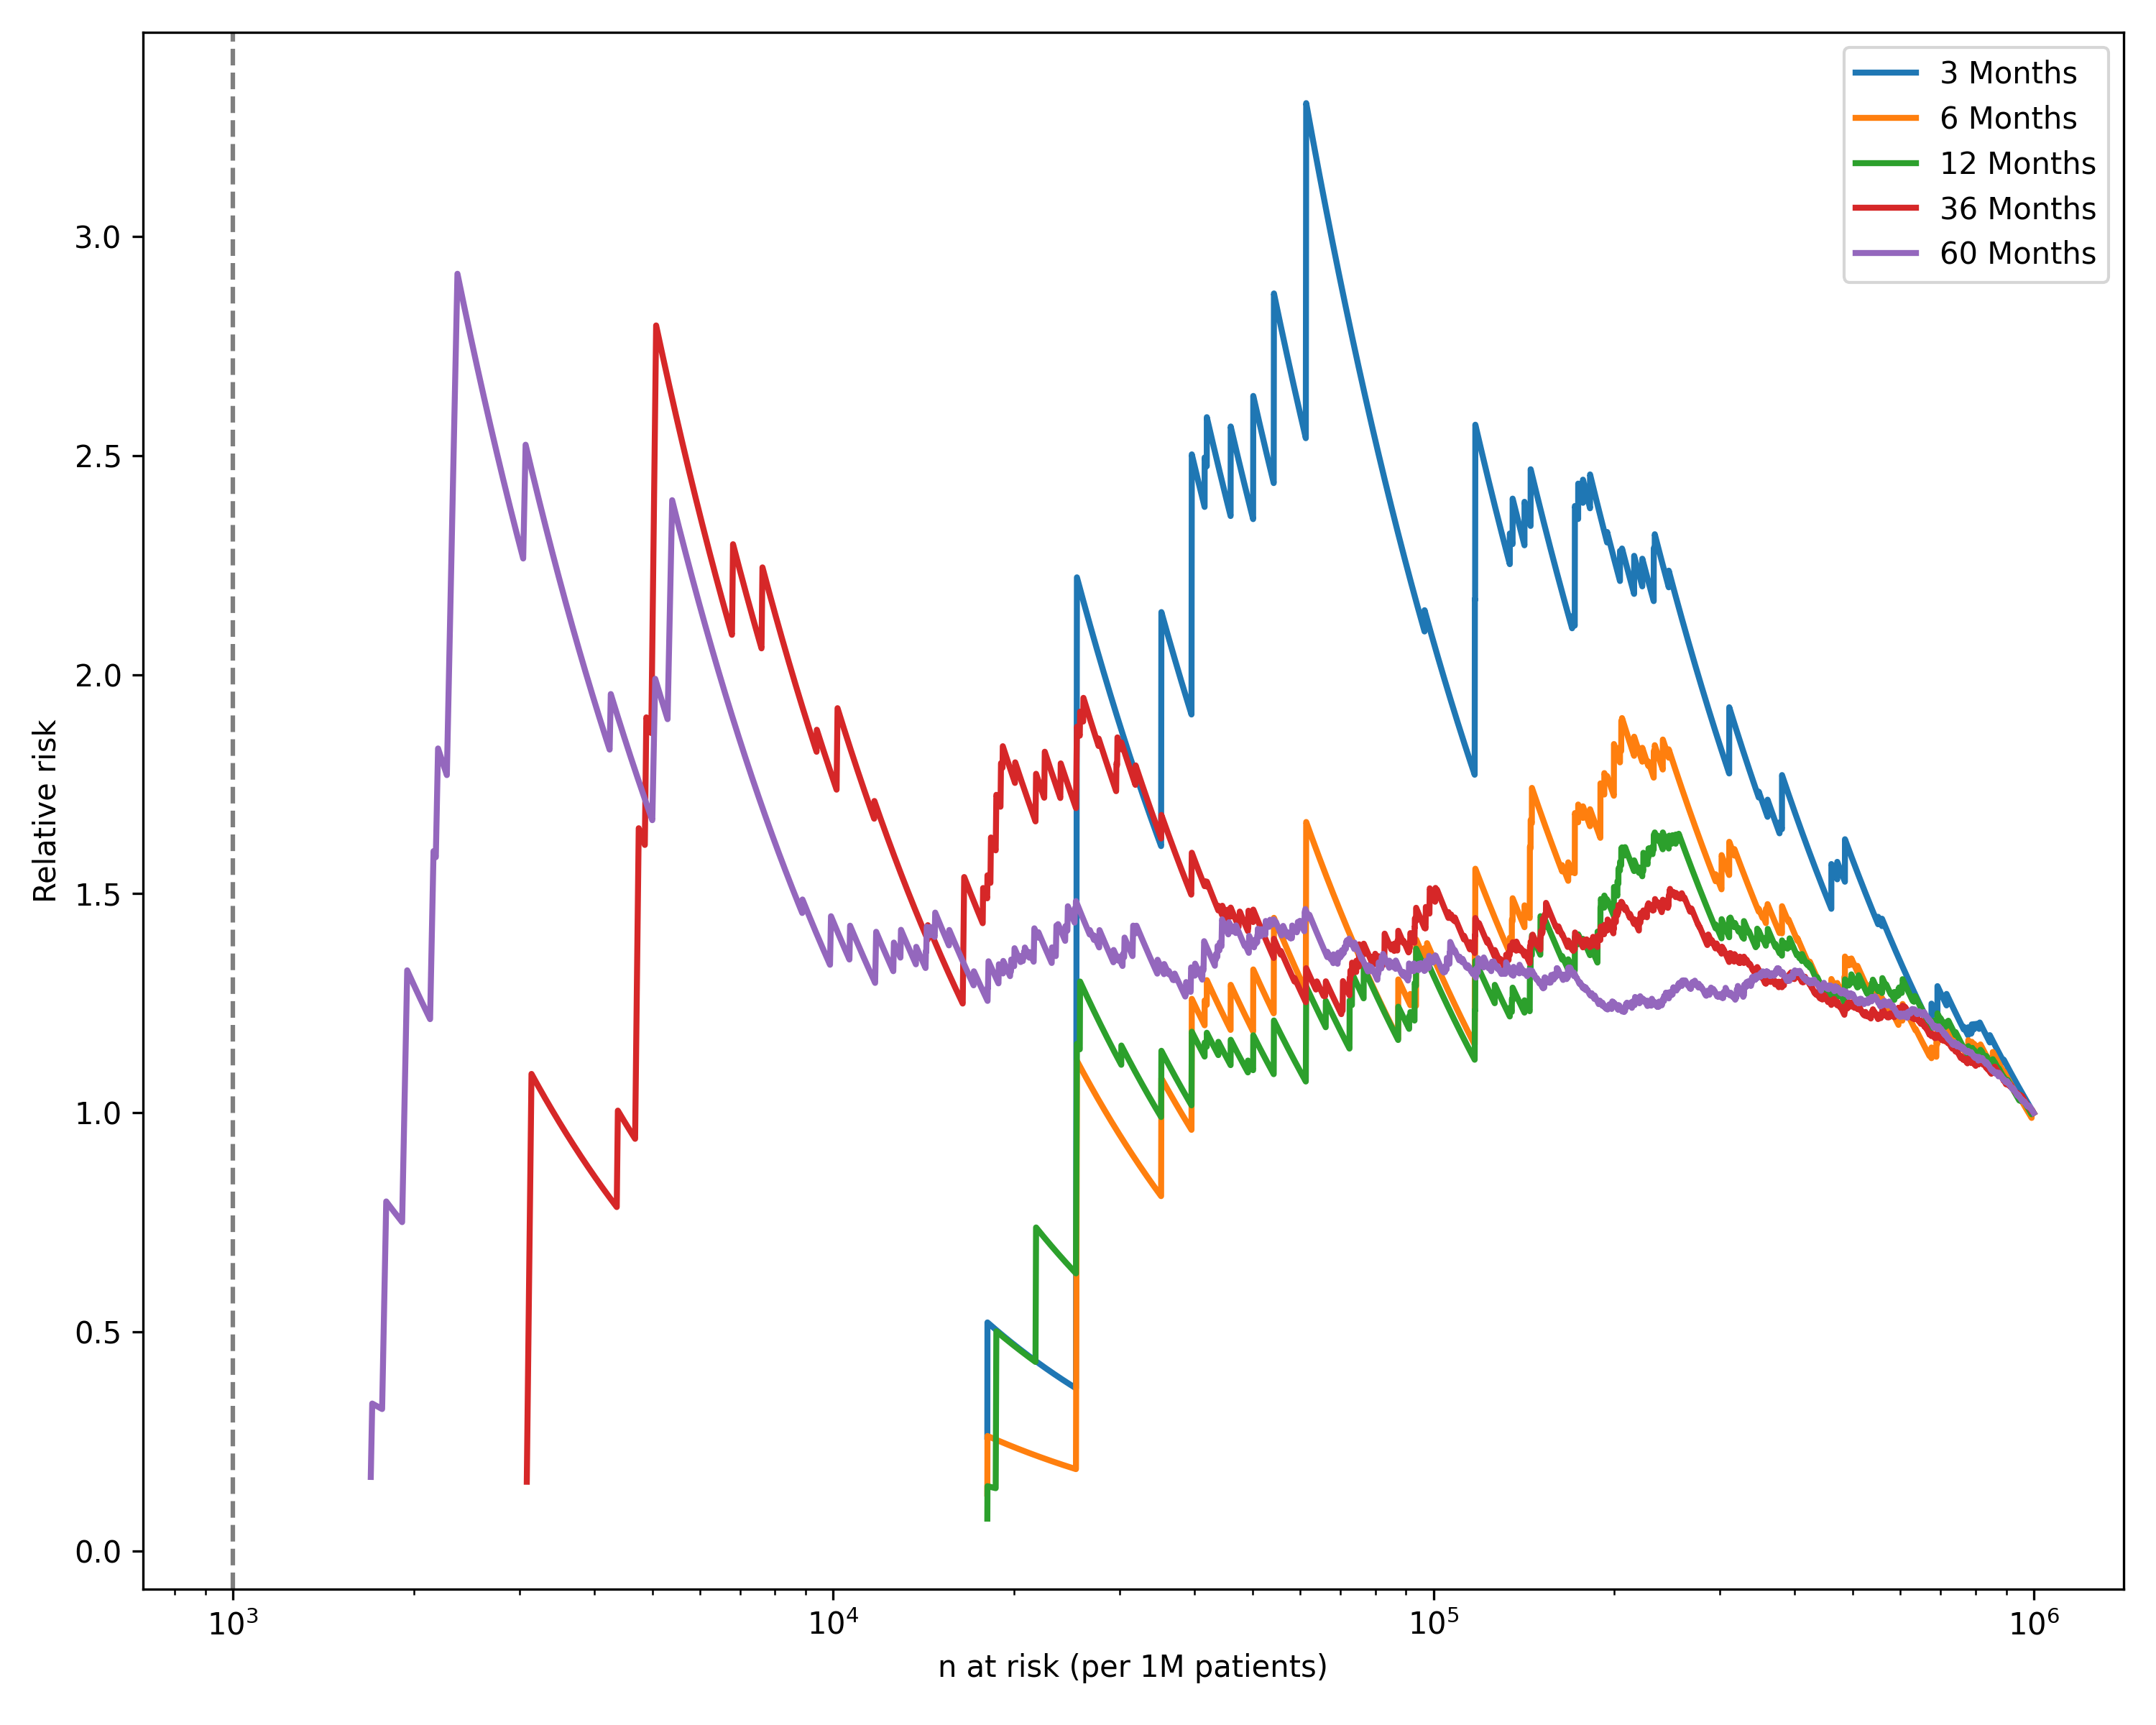 3 Months
6 Months
12 Months
36 Months
60 Months
Relative risk
3.0
2.5
2.0
1.5
1.0
0.5
0.0
10³ 10⁴ 10⁵ 10⁶
n at risk (per 1M patients)